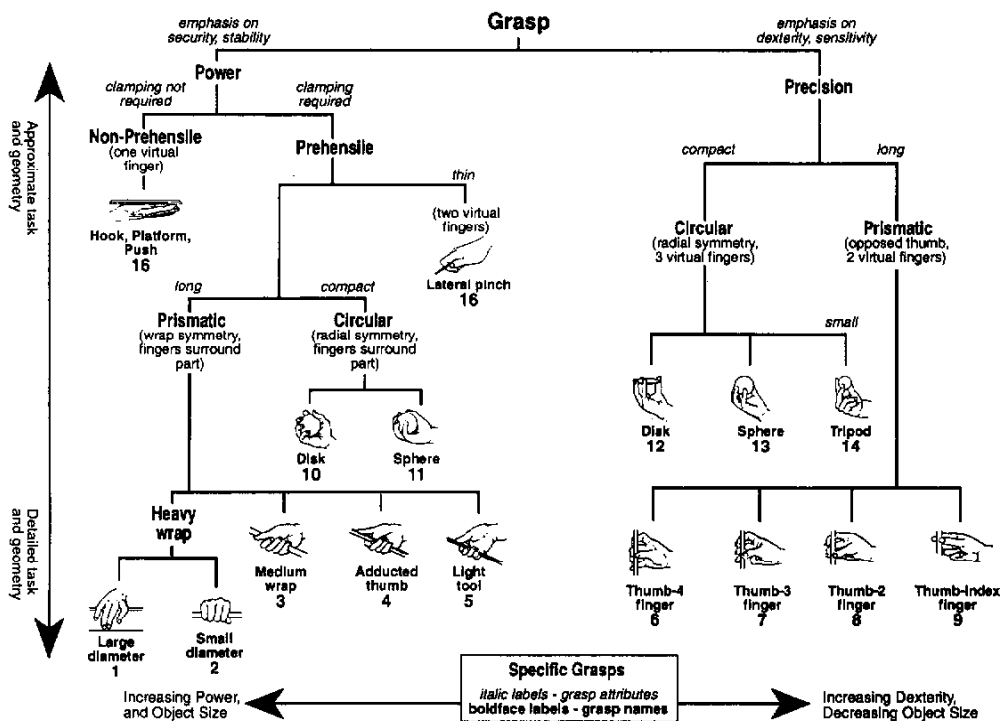 Grasp
emphasis on
security, stability
emphasis on
dexterity, sensitivity
Power
clamping not
required
clamping
required
Precision
Non-Prehensile
(one virtual
finger)
Prehensile
Hook, Platform,
Push
16
thin
(two virtual
fingers)
Lateral pinch
16
compact
long
Circular
(radial symmetry,
3 virtual fingers)
Prismatic
(opposed thumb,
2 virtual fingers)
long
compact
Prismatic
(wrap symmetry,
fingers surround
part)
Circular
(radial symmetry,
fingers surround
part)
small
Disk
10
Sphere
11
Disk
12
Sphere
13
Tripod
14
Heavy
wrap
Medium
wrap
3
Adducted
thumb
4
Light
tool
5
Large
diameter
1
Small
diameter
2
Thumb-4
finger
6
Thumb-3
finger
7
Thumb-2
finger
8
Thumb-index
finger
9
Approximate task
and geometry
Detailed task
and geometry
Specific Grasps
italic labels - grasp attributes
boldface labels - grasp names
Increasing Power,
and Object Size
Increasing Dexterity,
Decreasing Object Size